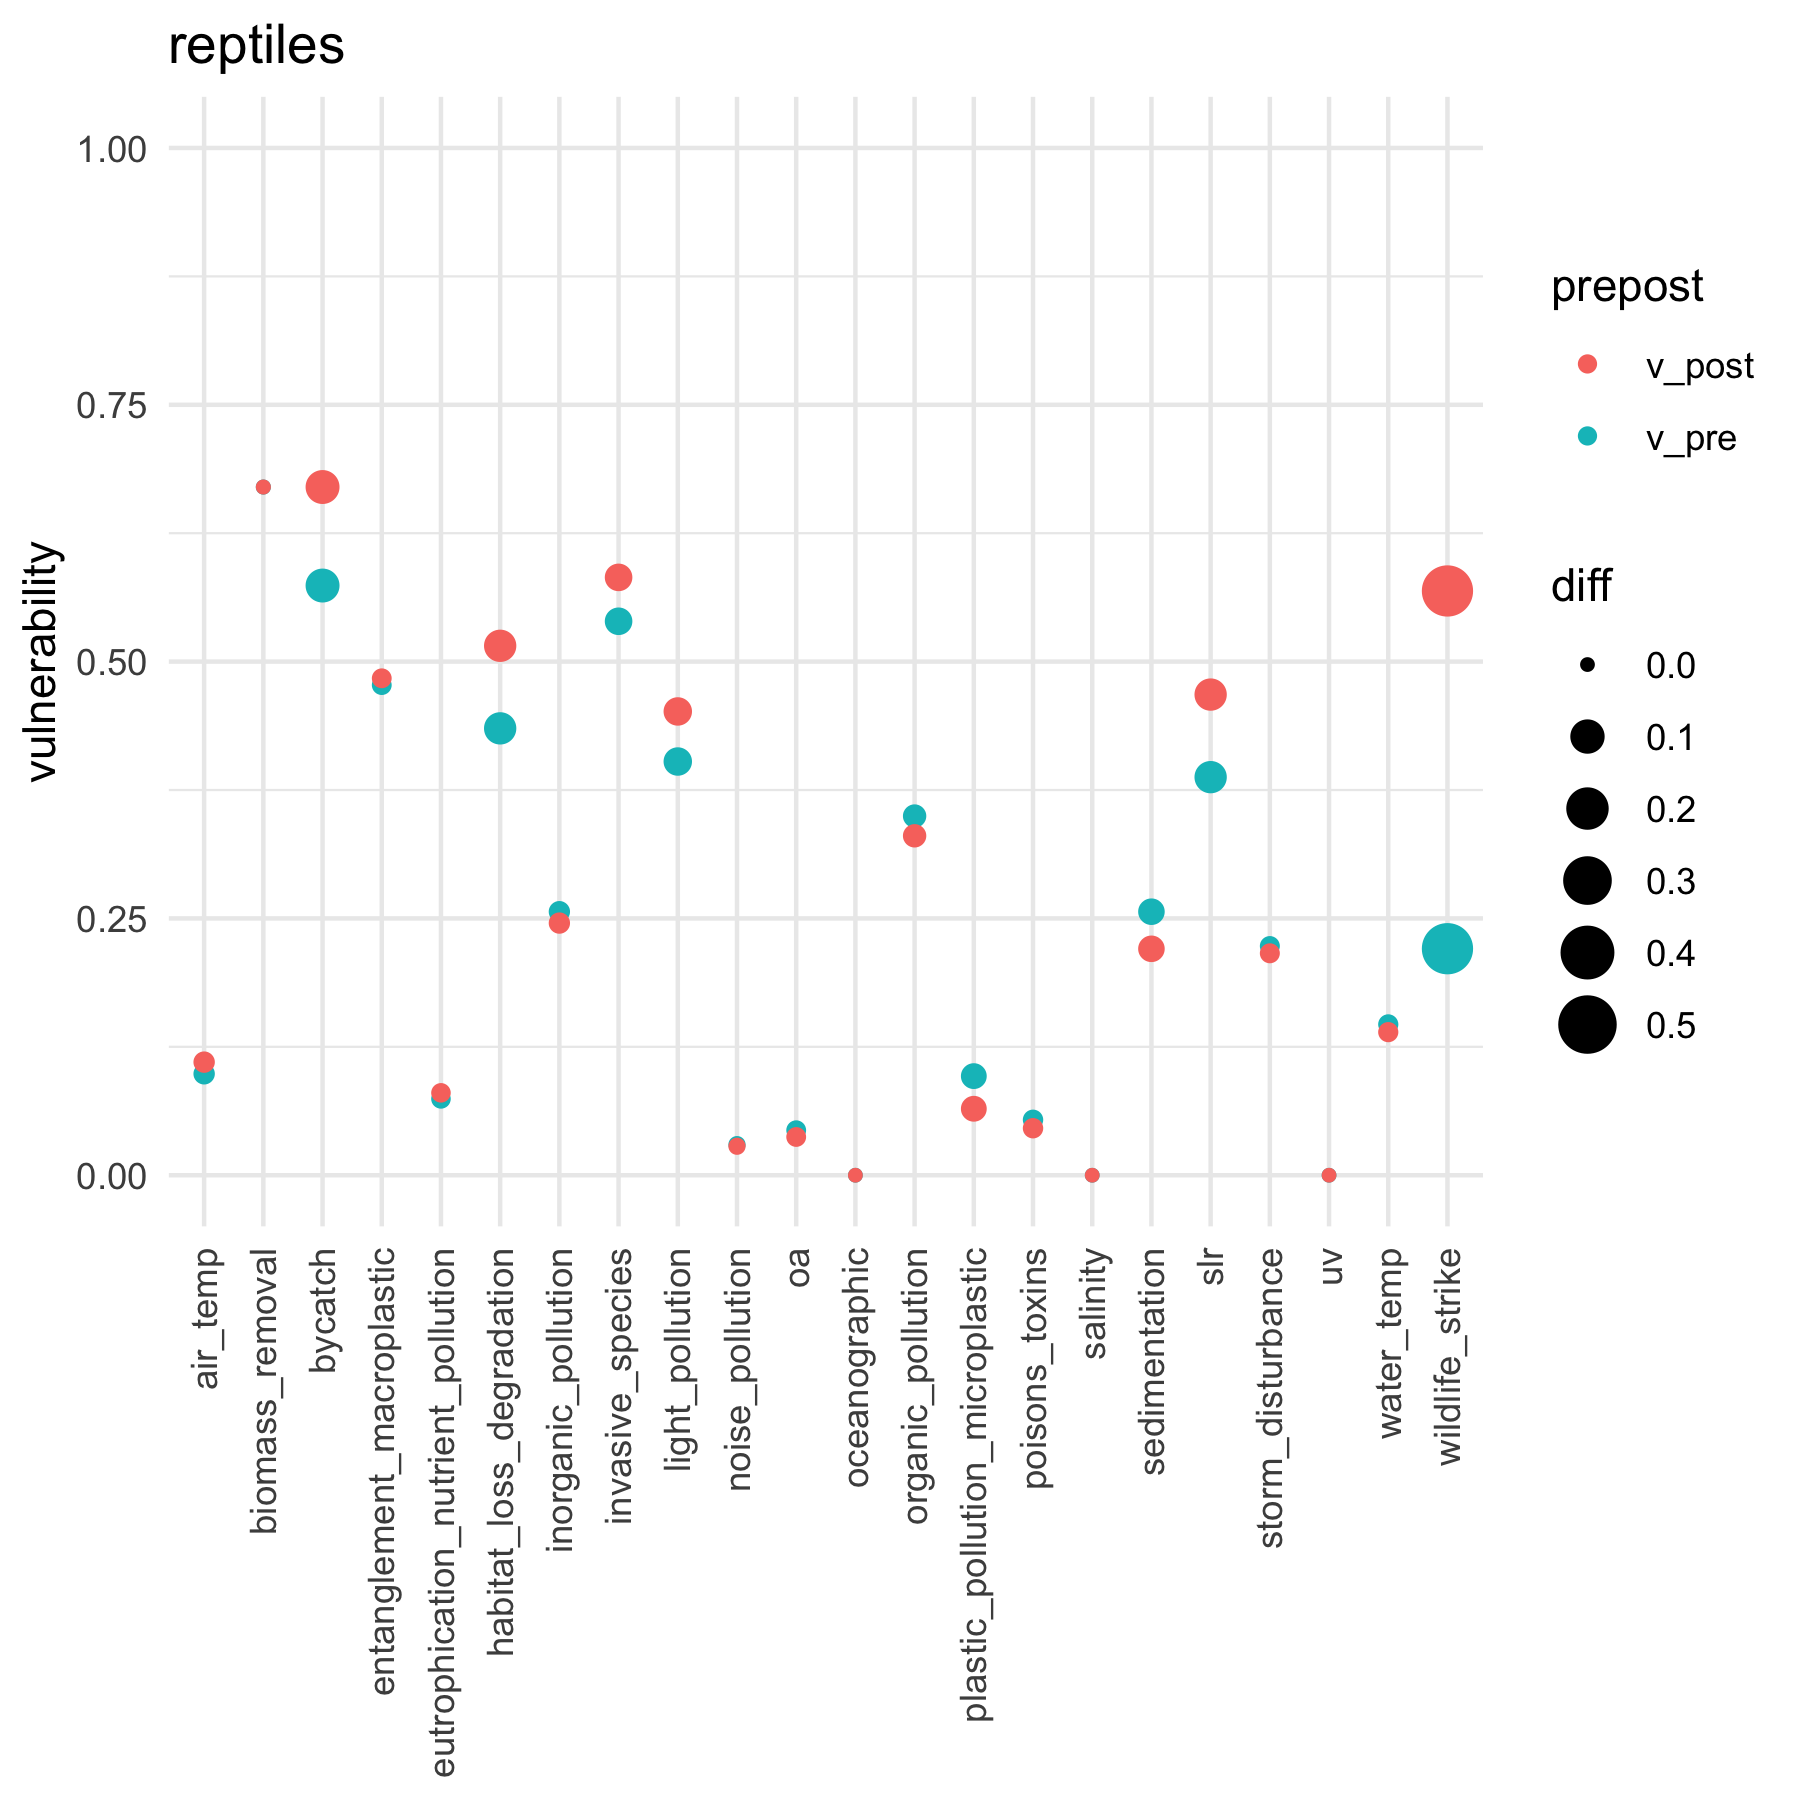 reptiles
1.00
0.75
0.50
0.25
0.00
vulnerability
air_temp
biomass_removal
bycatch
entanglement_macroplastic
eutrophication_nutrient_pollution
habitat_loss_degradation
inorganic_pollution
invasive_species
light_pollution
noise_pollution
oa
oceanographic
organic_pollution
plastic_pollution_microplastic
poisons_toxins
salinity
sedimentation
slr
storm_disturbance
uv
water_temp
wildlife_strike
prepost
v_post
v_pre
diff
0.0
0.1
0.2
0.3
0.4
0.5